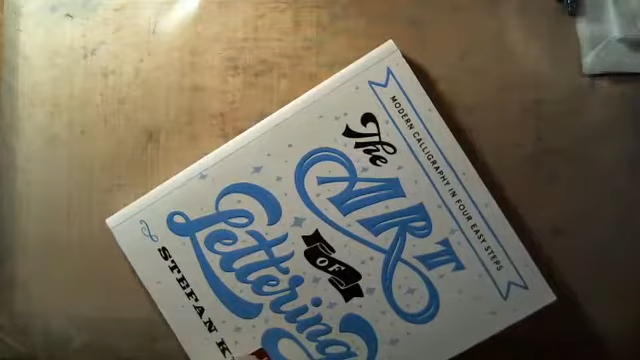 MODERN CALLIGRAPHY IN FOUR EASY STEPS
The
ART
OF
Lettering
STEFAN